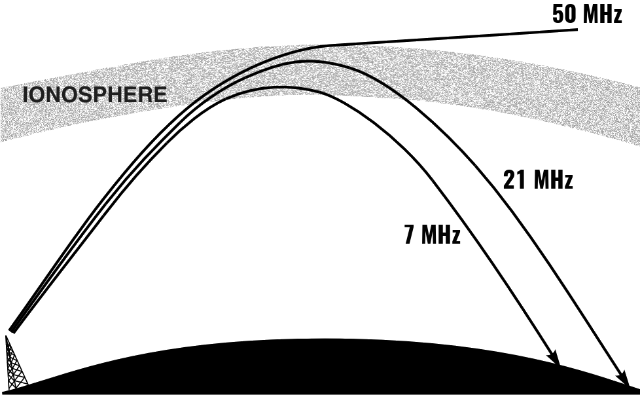 50 MHz
IONOSPHERE
21 MHz
7 MHz